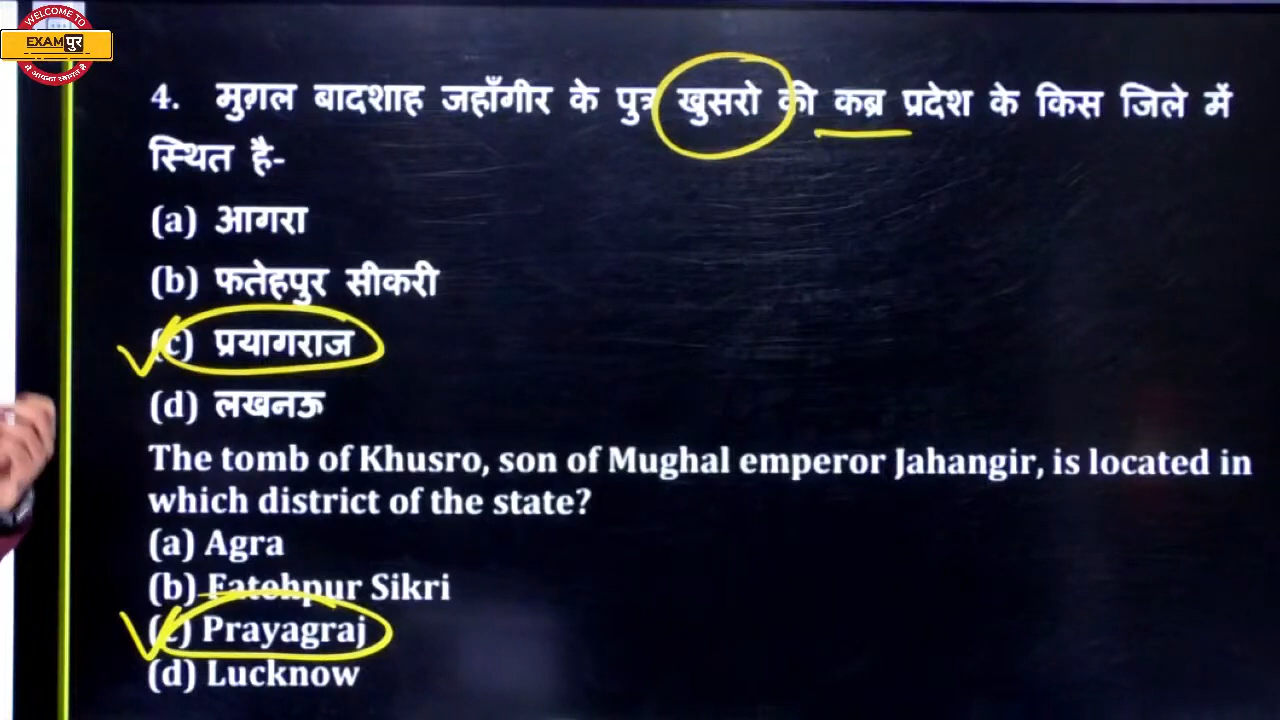 WELCOME TO
EXAMपुर
4. मुग़ल बादशाह जहाँगीर के पुत्र खुसरो की कब्र प्रदेश के किस जिले में
स्थित है-
(a) आगरा
(b) फतेहपुर सीकरी
(c) प्रयागराज
(d) लखनऊ
The tomb of Khusro, son of Mughal emperor Jahangir, is located in
which district of the state?
(a) Agra
(b) Fatehpur Sikri
(c) Prayagraj
(d) Lucknow